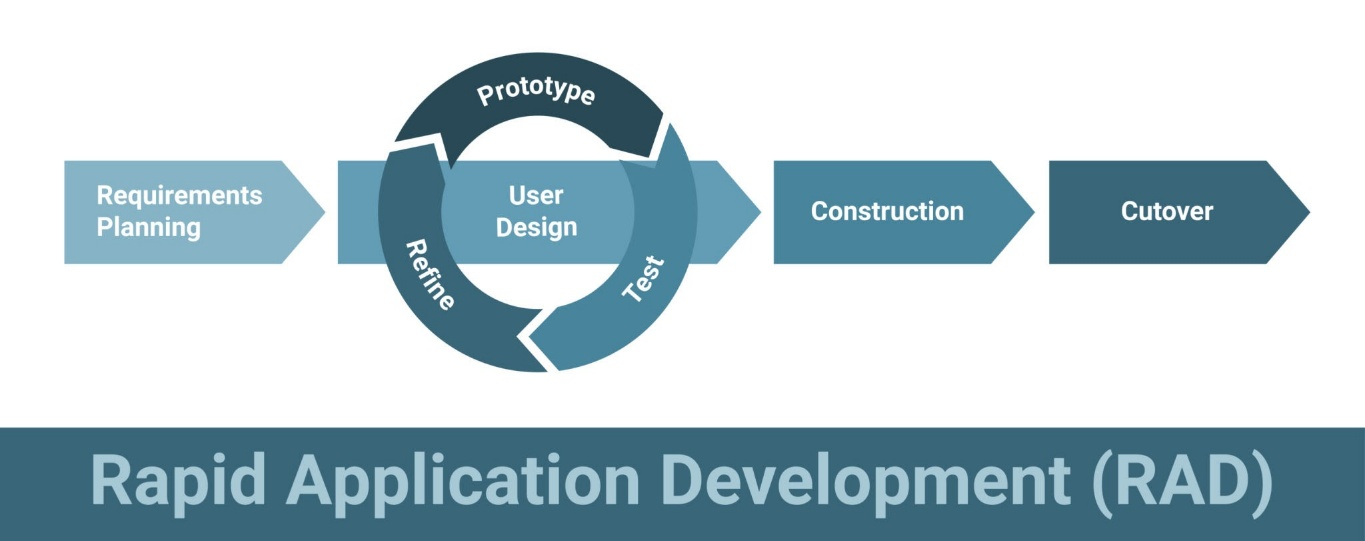 Prototype
Requirements
Planning
User
Design
Construction
Cutover
Refine
Test
Rapid Application Development (RAD)